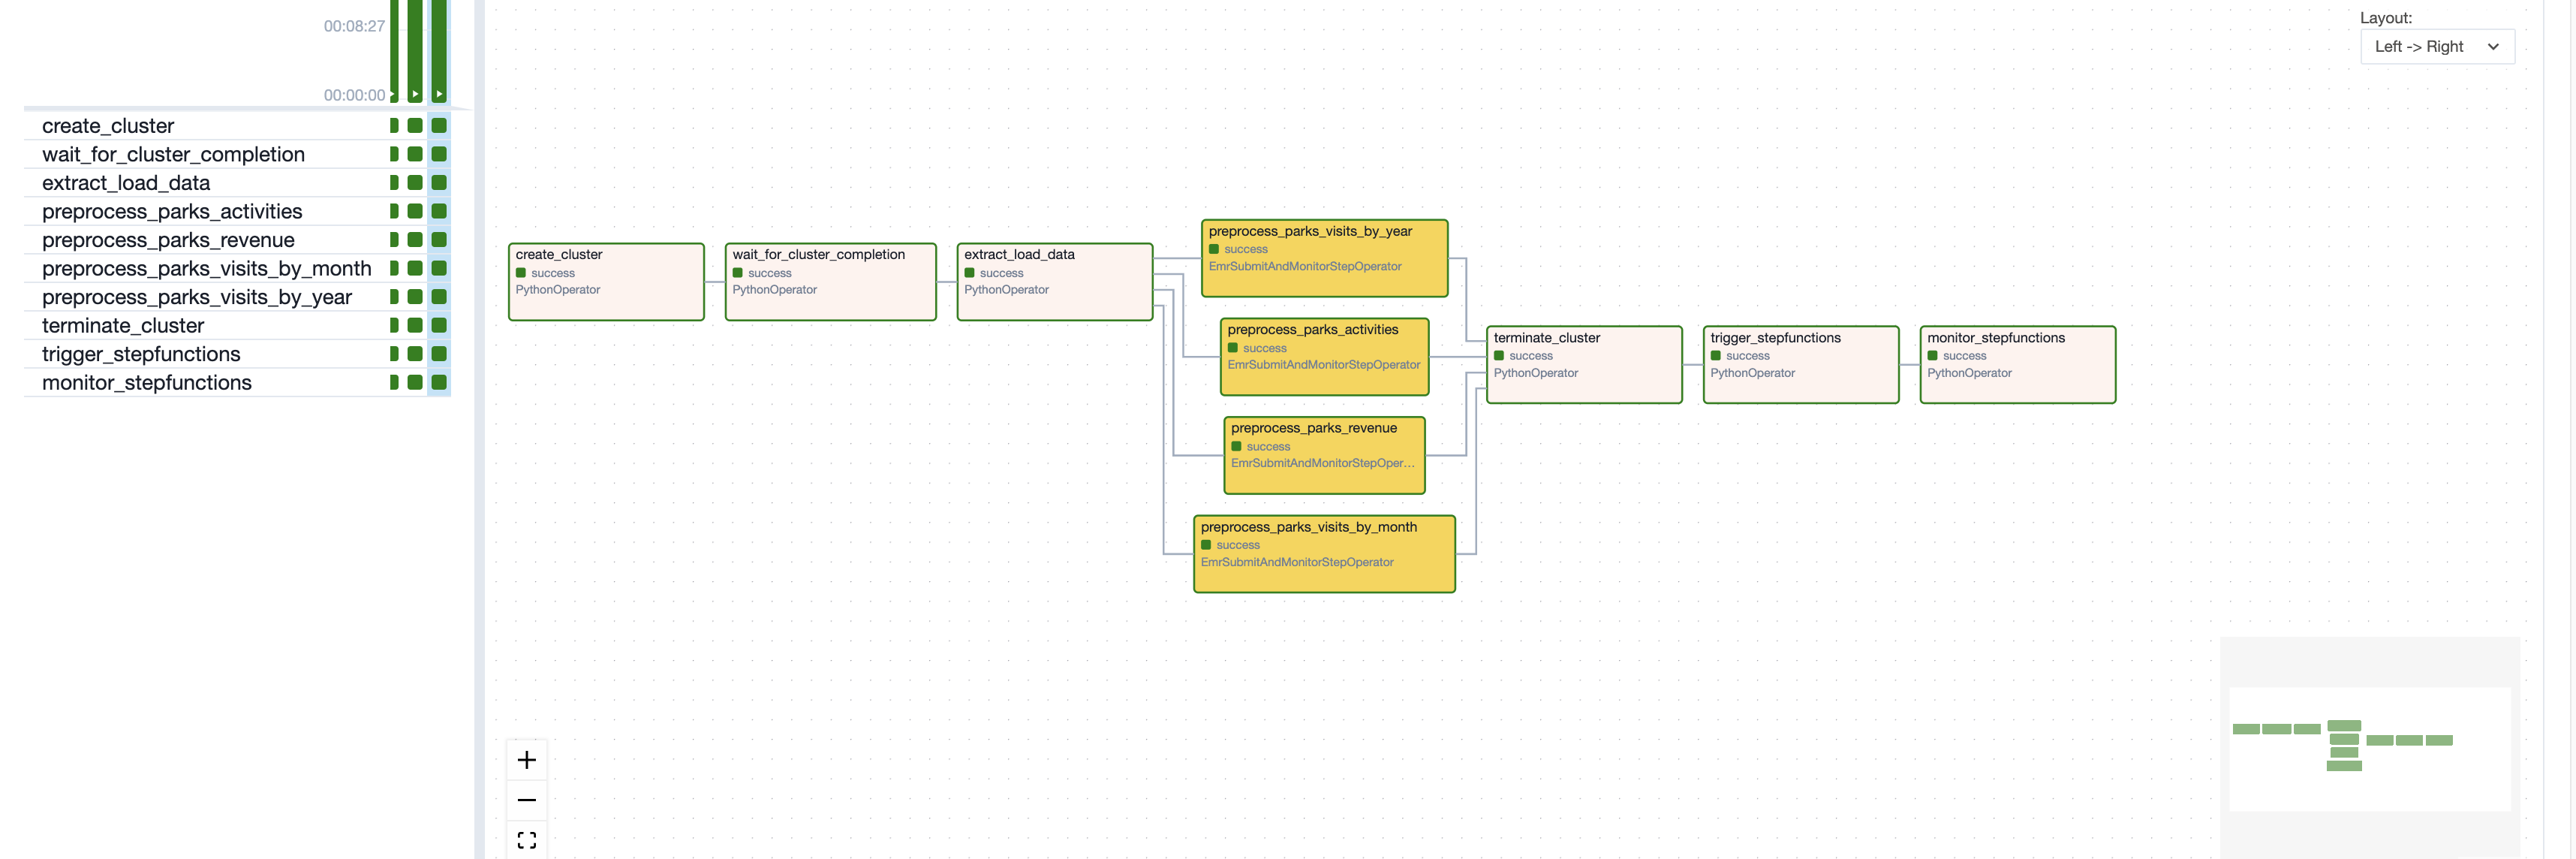 00:08:27
00:00:00
create_cluster
wait_for_cluster_completion
extract_load_data
preprocess_parks_activities
preprocess_parks_revenue
preprocess_parks_visits_by_month
preprocess_parks_visits_by_year
terminate_cluster
trigger_stepfunctions
monitor_stepfunctions
Layout:
Left -> Right
create_cluster
success
PythonOperator
wait_for_cluster_completion
success
PythonOperator
extract_load_data
success
PythonOperator
preprocess_parks_visits_by_year
success
EmrSubmitAndMonitorStepOperator
preprocess_parks_activities
success
EmrSubmitAndMonitorStepOperator
preprocess_parks_revenue
success
EmrSubmitAndMonitorStepOper...
preprocess_parks_visits_by_month
success
EmrSubmitAndMonitorStepOperator
terminate_cluster
success
PythonOperator
trigger_stepfunctions
success
PythonOperator
monitor_stepfunctions
success
PythonOperator